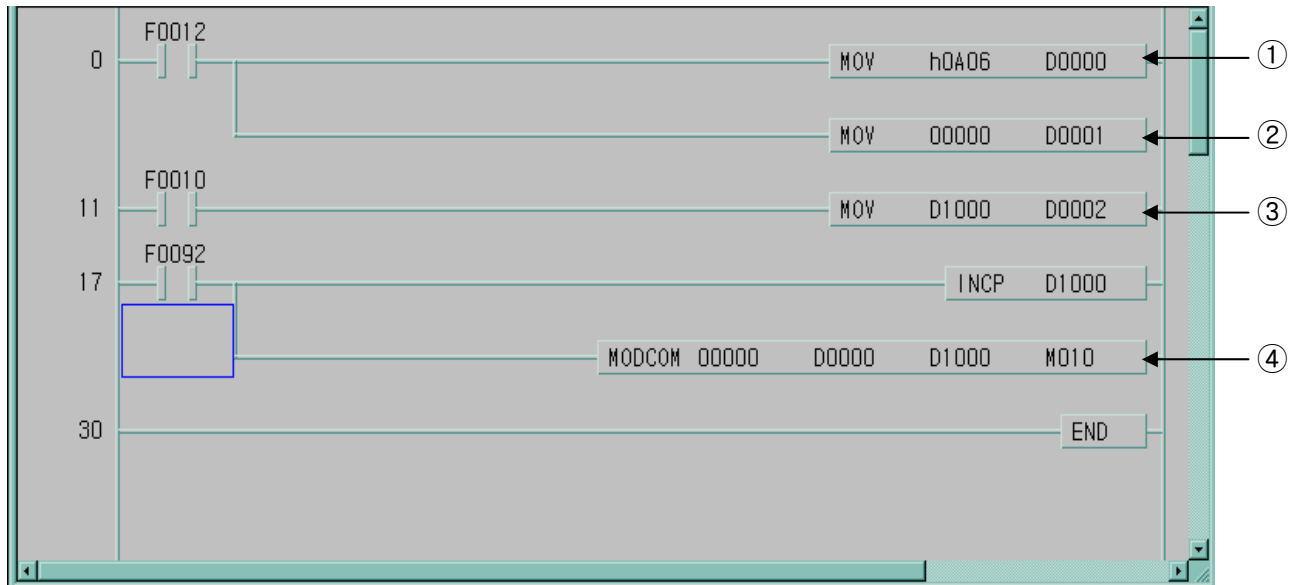 F0012
0 MOV h0A06 D0000 ①
MOV 00000 D0001 ②
F0010
11 MOV D1000 D0002 ③
F0092
17 INCP D1000
MODCOM 00000 D0000 D1000 M010 ④
30 END